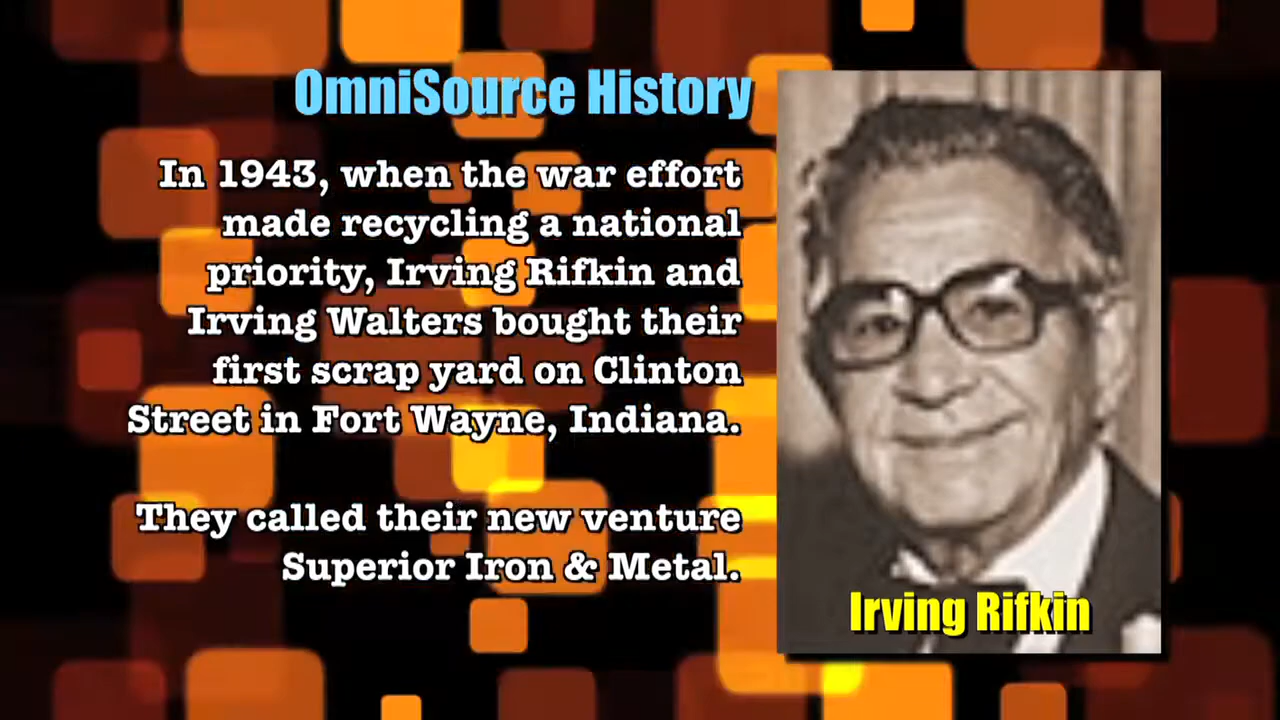 OmniSource History
In 1943, when the war effort
made recycling a national
priority, Irving Rifkin and
Irving Walters bought their
first scrap yard on Clinton
Street in Fort Wayne, Indiana.
They called their new venture
Superior Iron & Metal.
Irving Rifkin